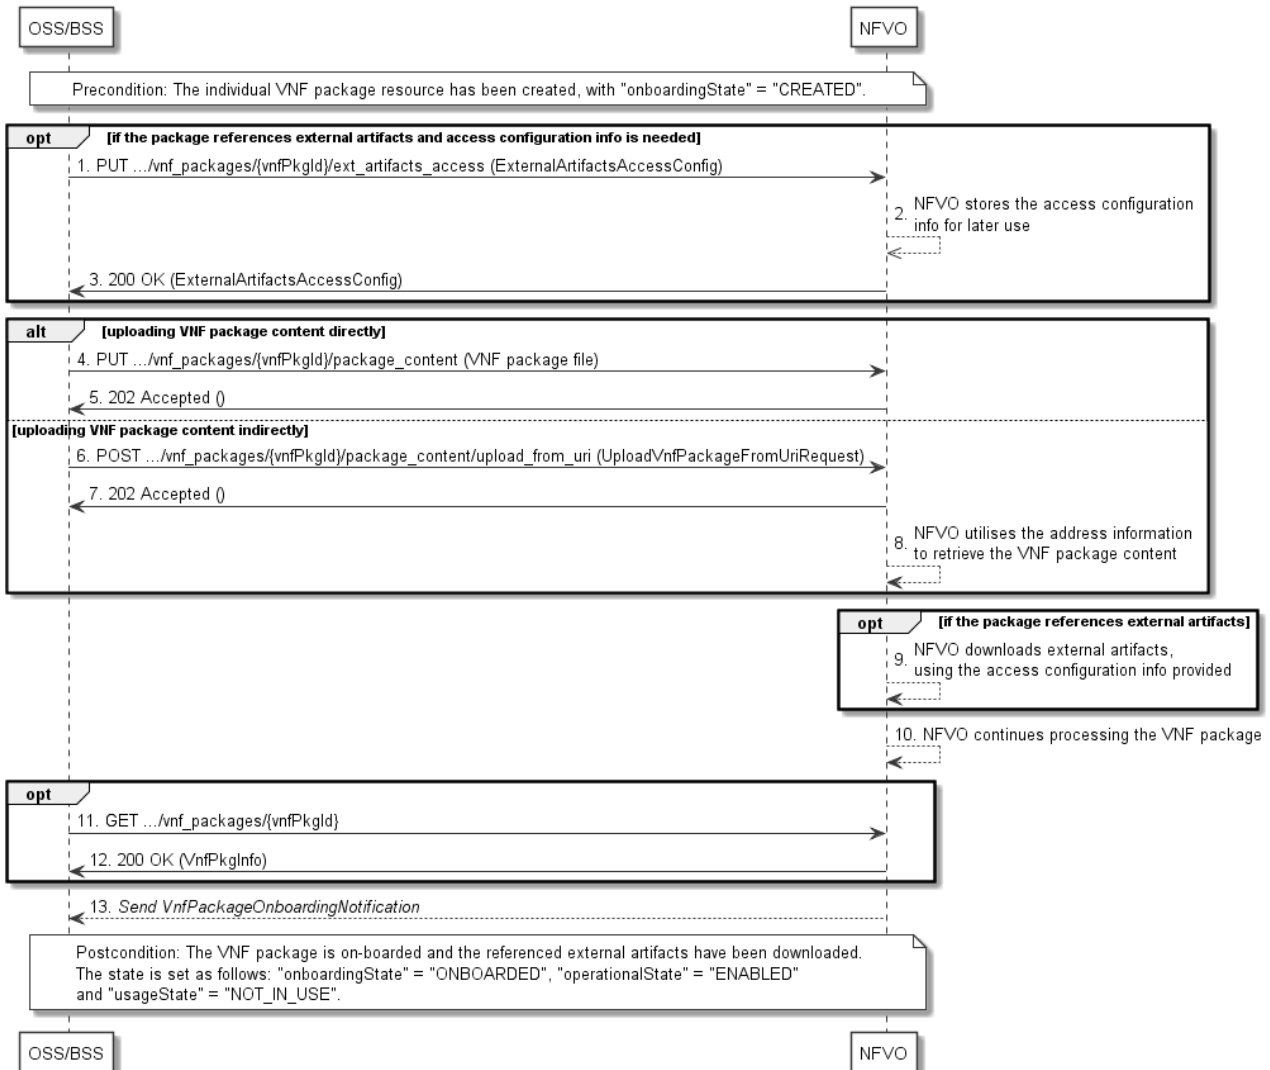 OSS/BSS
NFVO
Precondition: The individual VNF package resource has been created, with "onboardingState" = "CREATED".
opt
[if the package references external artifacts and access configuration info is needed]
1. PUT .../vnf_packages/{vnfPkgId}/ext_artifacts_access (ExternalArtifactsAccessConfig)
2. NFVO stores the access configuration
info for later use
3. 200 OK (ExternalArtifactsAccessConfig)
alt
[uploading VNF package content directly]
4. PUT .../vnf_packages/{vnfPkgId}/package_content (VNF package file)
5. 202 Accepted ()
[uploading VNF package content indirectly]
6. POST .../vnf_packages/{vnfPkgId}/package_content/upload_from_uri (UploadVnfPackageFromUriRequest)
7. 202 Accepted ()
8. NFVO utilises the address information
to retrieve the VNF package content
opt
[if the package references external artifacts]
9. NFVO downloads external artifacts,
using the access configuration info provided
10. NFVO continues processing the VNF package
opt
11. GET .../vnf_packages/{vnfPkgId}
12. 200 OK (VnfPkgInfo)
13. Send VnfPackageOnboardingNotification
Postcondition: The VNF package is on-boarded and the referenced external artifacts have been downloaded.
The state is set as follows: "onboardingState" = "ONBOARDED", "operationalState" = "ENABLED"
and "usageState" = "NOT_IN_USE".
OSS/BSS
NFVO